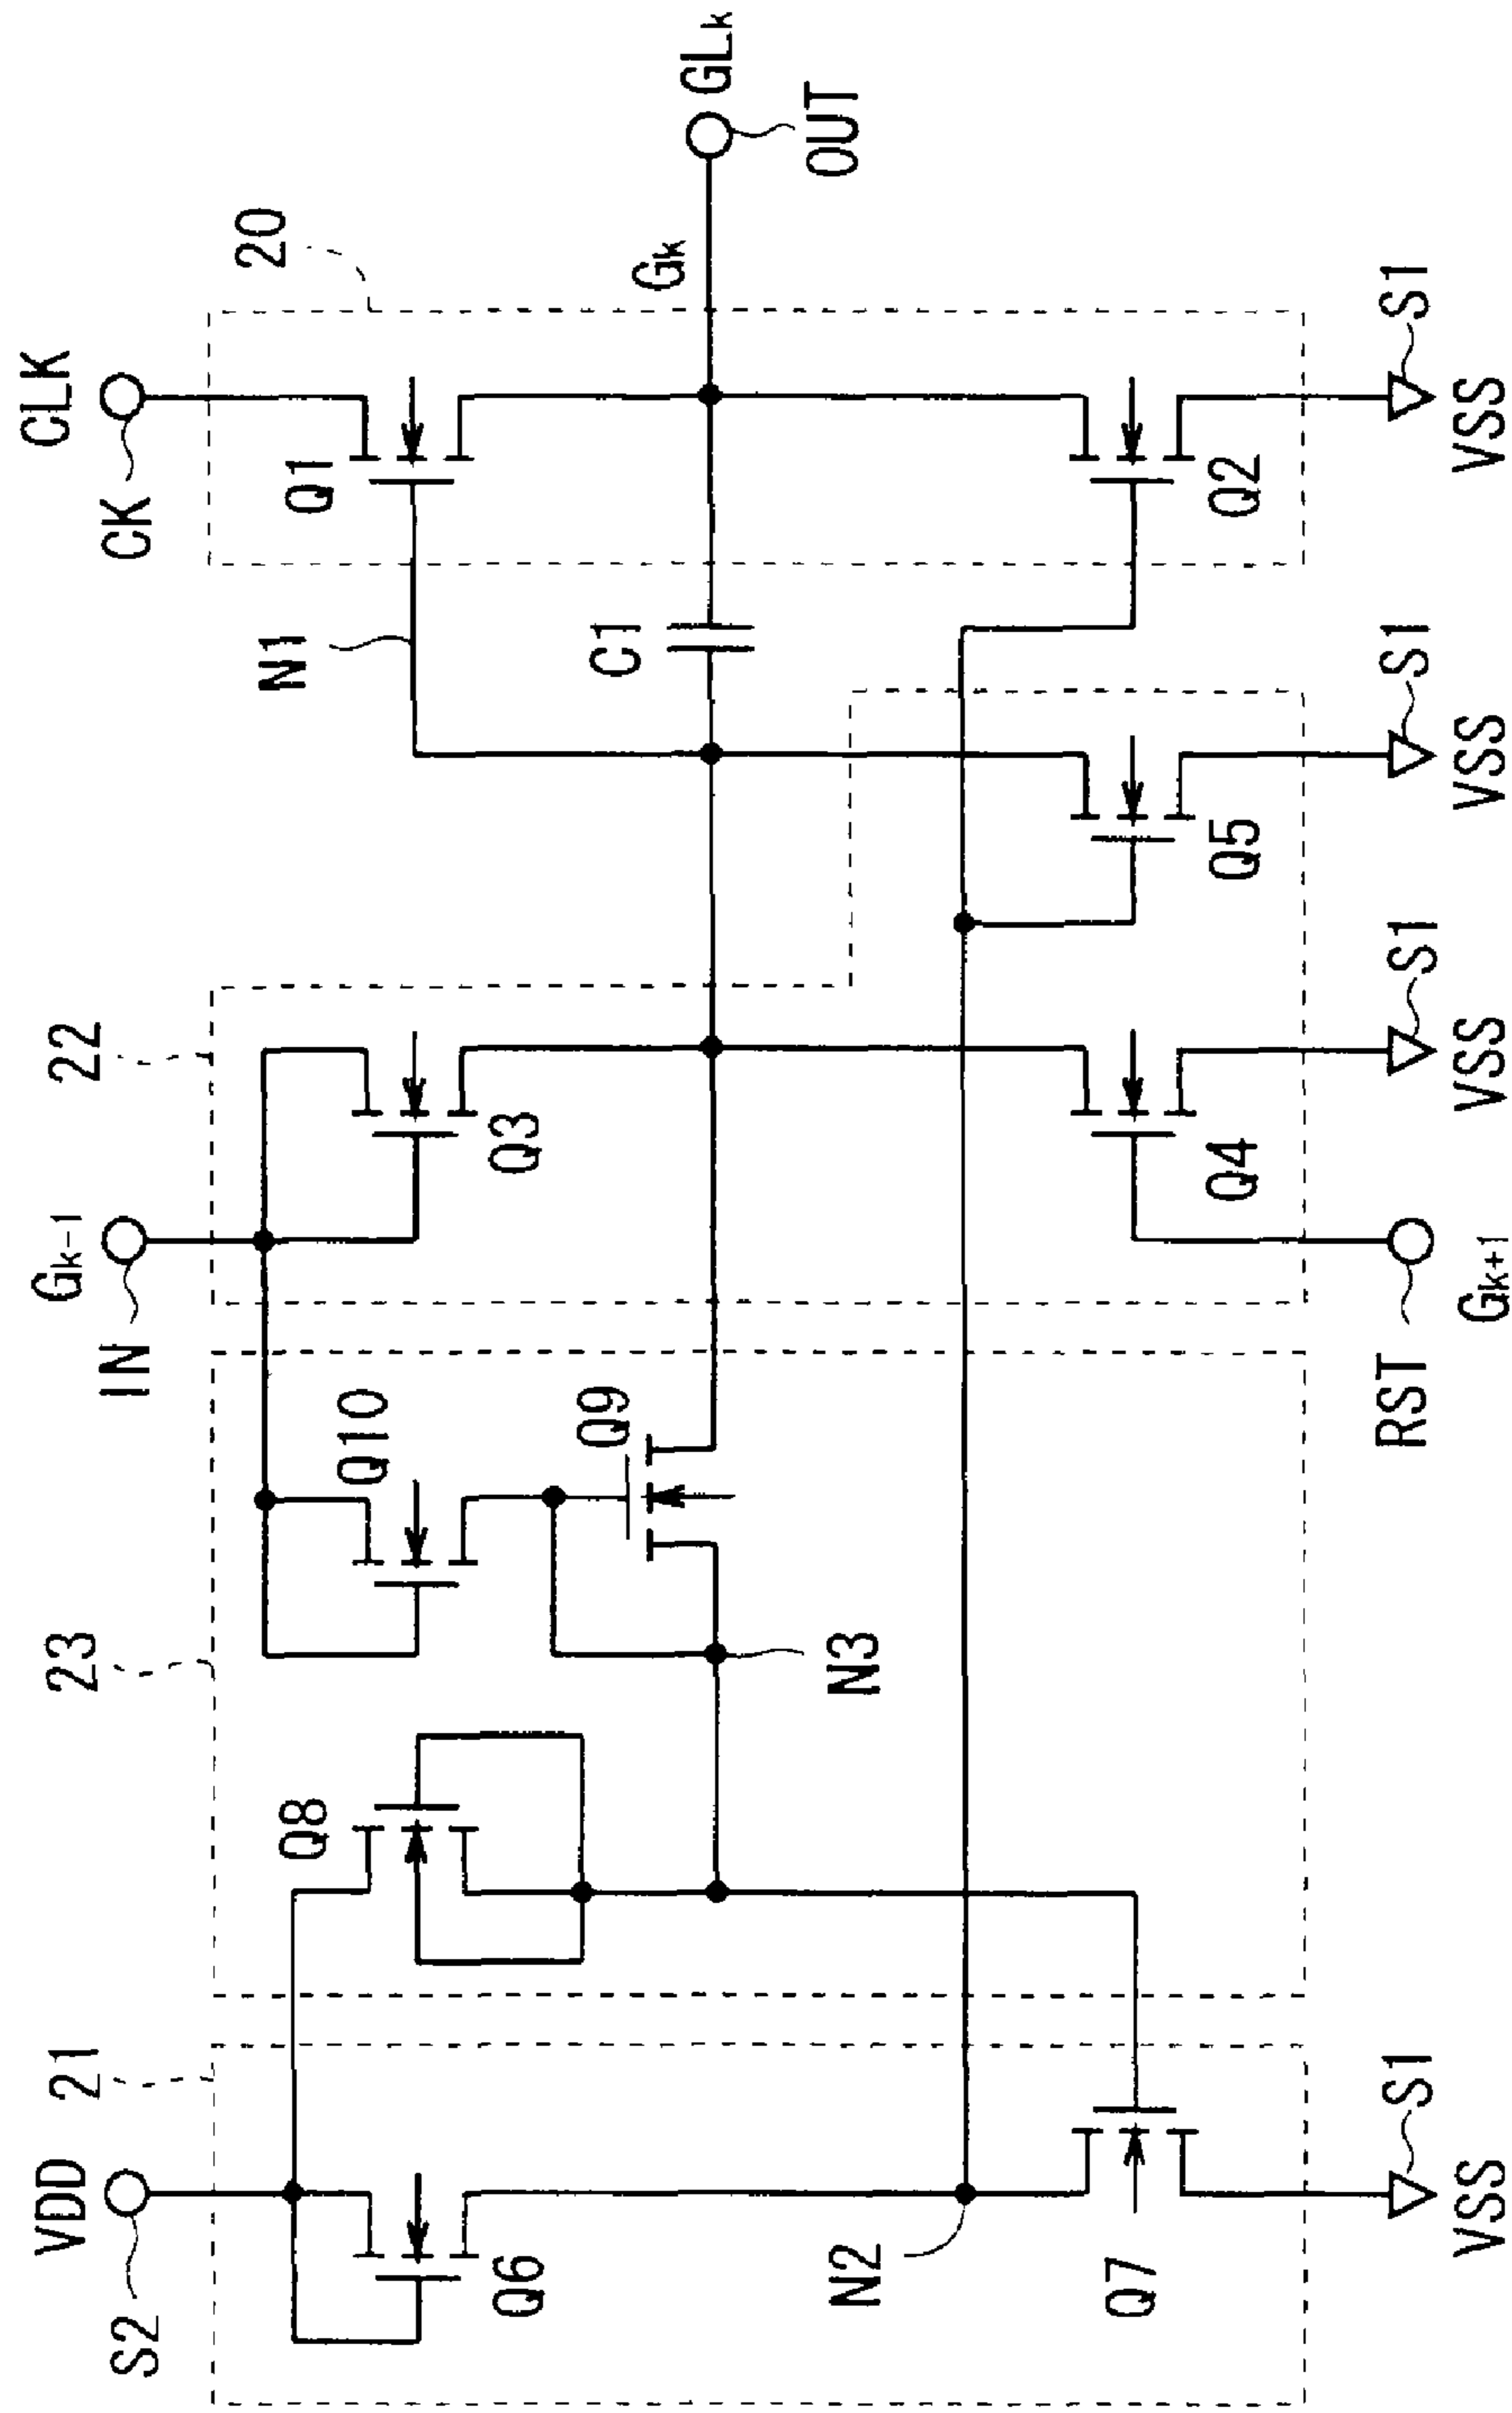 VDD
S2
21
Q6
N2
Q7
VSS
S1
23
Q8
Q10
Q9
N3
Gk-1
IN
22
Q3
Q4
RST
Gk+1
VSS
S1
Q5
VSS
S1
N1
C1
CLK
CK
20
Q1
Q2
Gk
GLk
OUT
VSS
S1